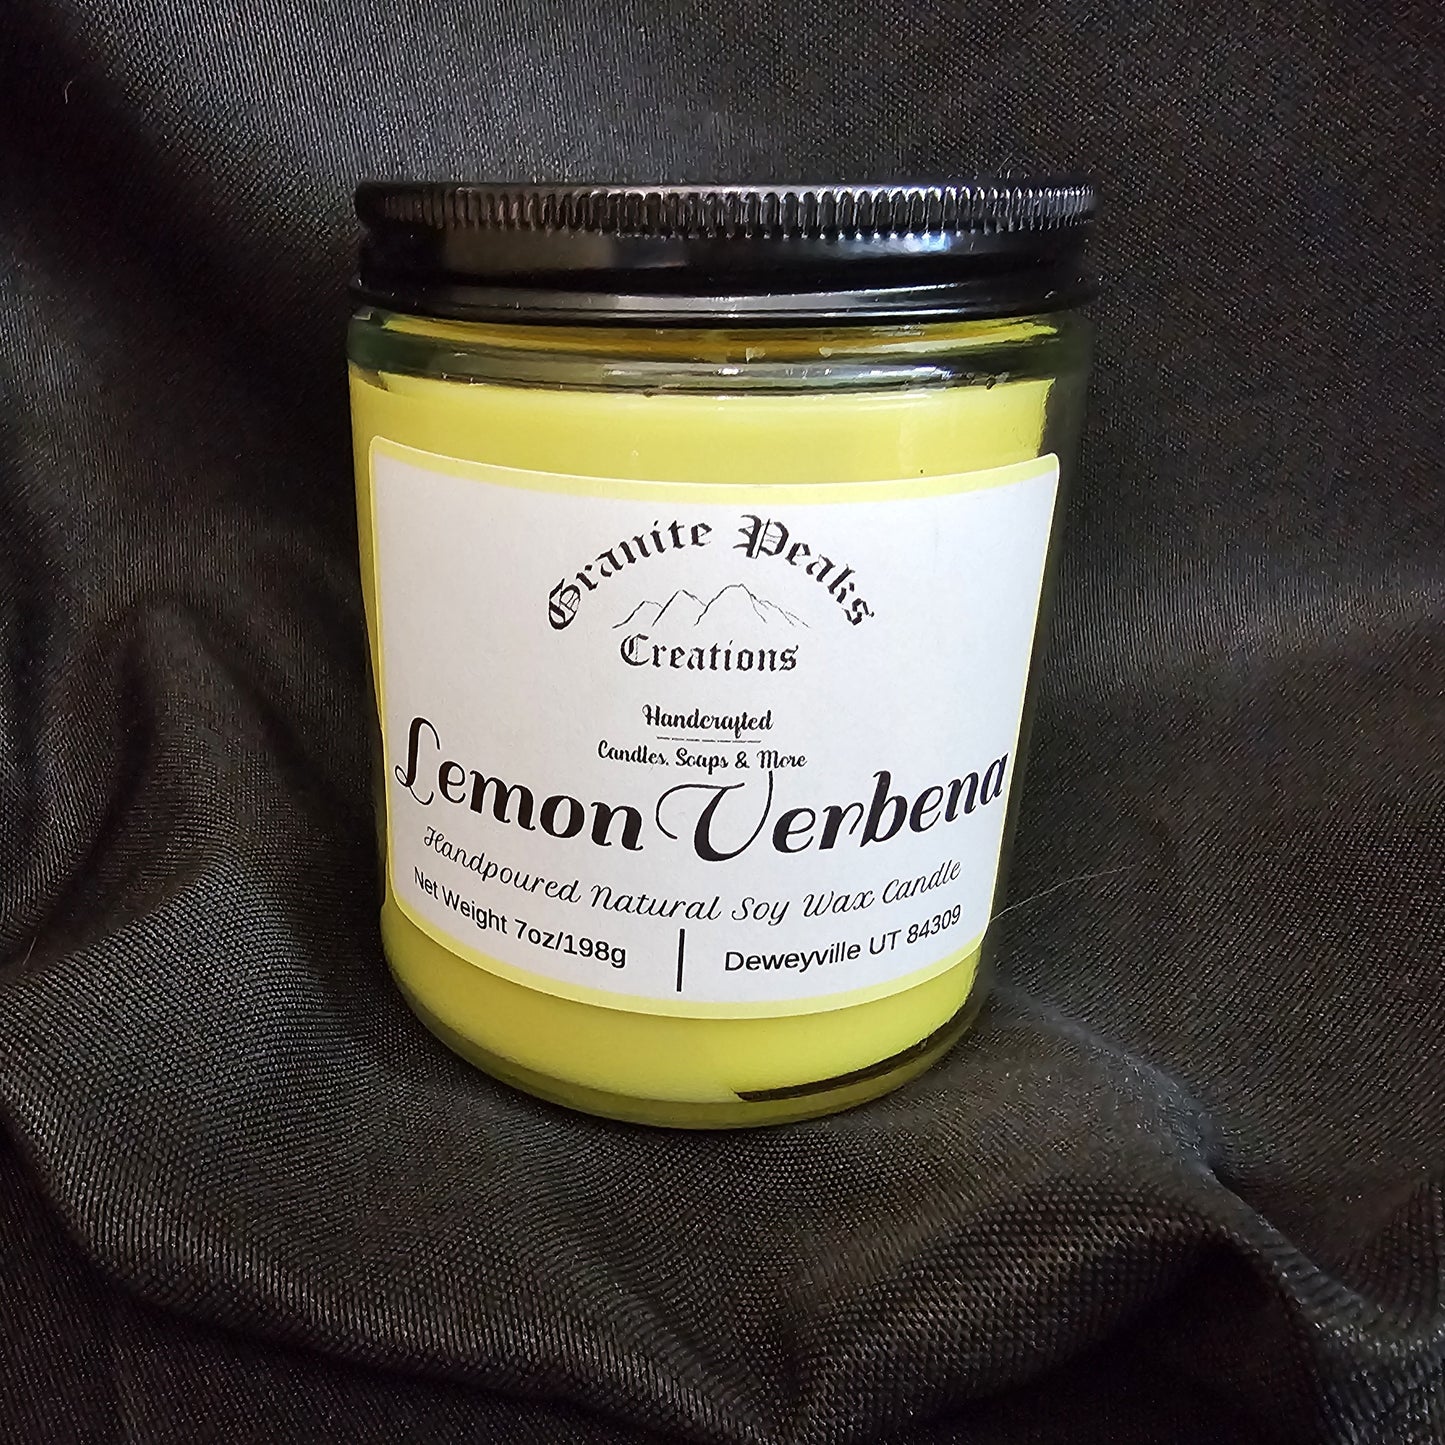 Granite Peaks
Creations
Handcrafted
Candles, Soaps & More
Lemon Verbena
Handpoured Natural Soy Wax Candle
Net Weight 7oz/198g | Deweyville UT 84309